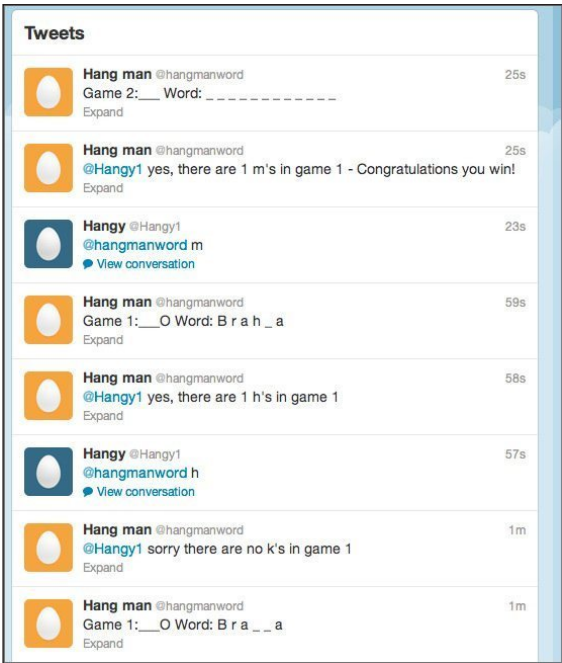 Tweets
Hang man @hangmanword 25s
Game 2:___ Word: _ _ _ _ _ _ _ _ _ _ _ _
Expand
Hang man @hangmanword 25s
@Hangy1 yes, there are 1 m's in game 1 - Congratulations you win!
Expand
Hangy @Hangy1 23s
@hangmanword m
View conversation
Hang man @hangmanword 59s
Game 1:___O Word: B r a h _ a
Expand
Hang man @hangmanword 58s
@Hangy1 yes, there are 1 h's in game 1
Expand
Hangy @Hangy1 57s
@hangmanword h
View conversation
Hang man @hangmanword 1m
@Hangy1 sorry there are no k's in game 1
Expand
Hang man @hangmanword 1m
Game 1:___O Word: B r a _ _ a
Expand